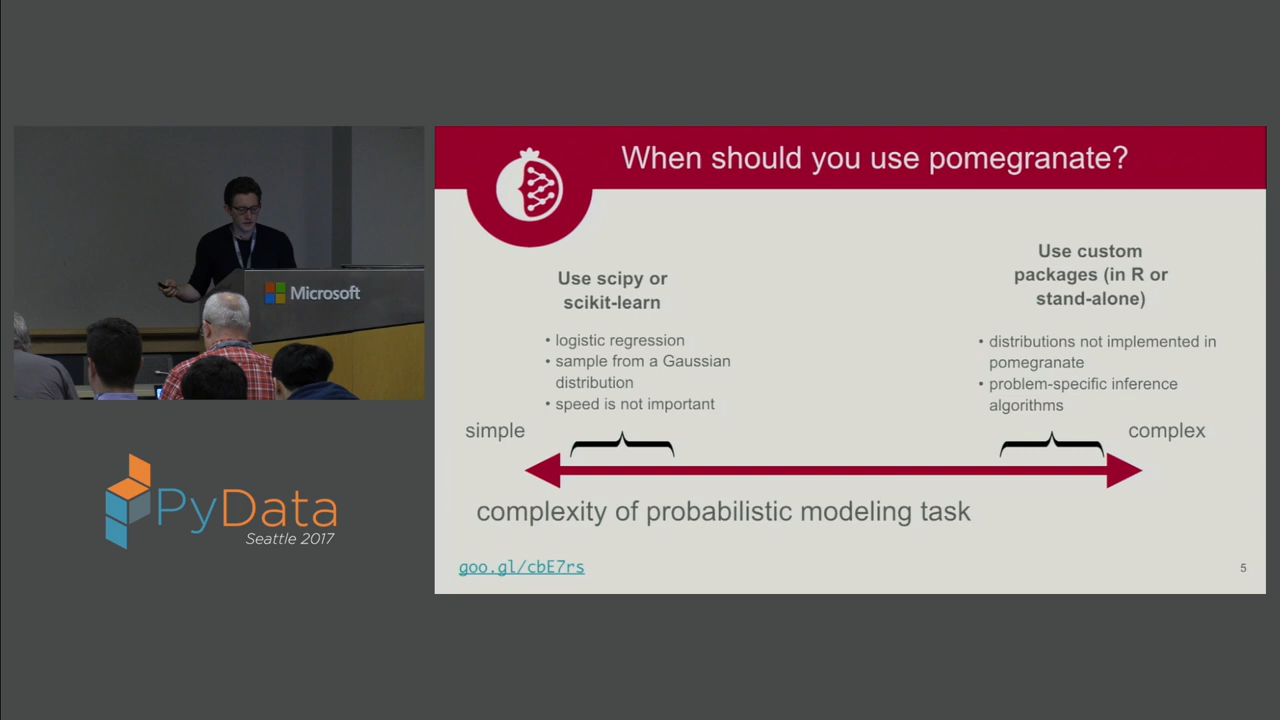 Microsoft
PyData
Seattle 2017
When should you use pomegranate?
Use scipy or
scikit-learn
• logistic regression
• sample from a Gaussian
distribution
• speed is not important
Use custom
packages (in R or
stand-alone)
• distributions not implemented in
pomegranate
• problem-specific inference
algorithms
simple
complex
complexity of probabilistic modeling task
goo.gl/cbE7rs
5